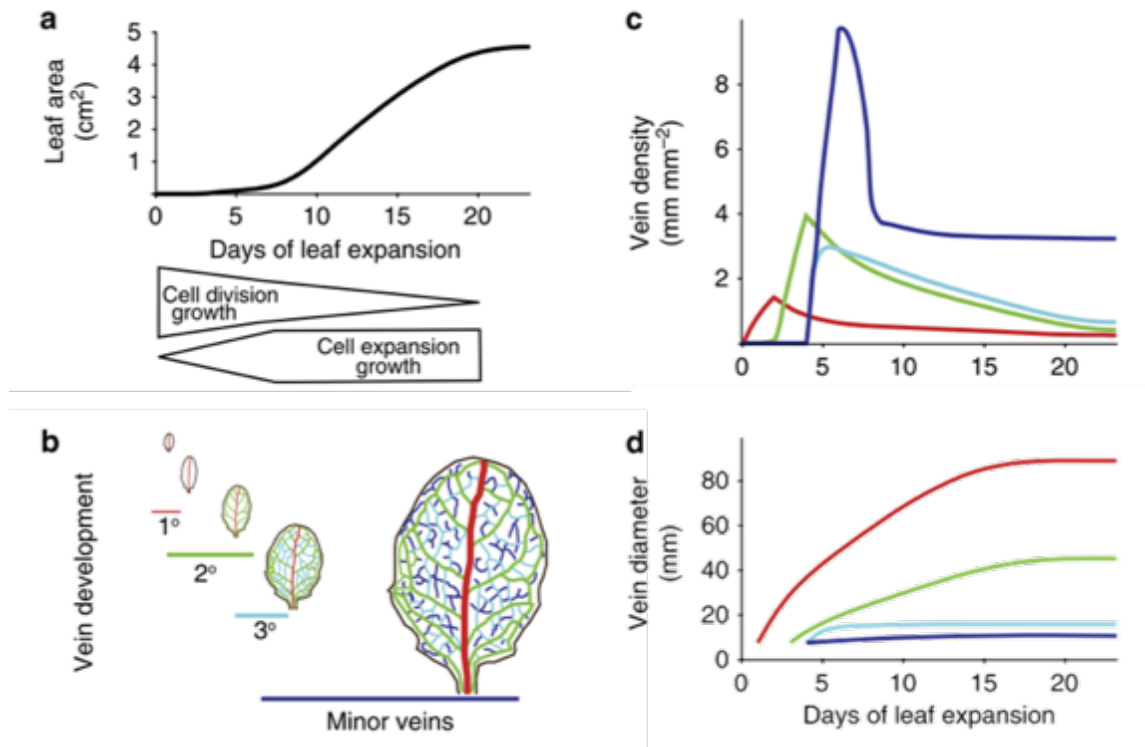 a
Leaf area
(cm²)
5
4
3
2
1
0 5 10 15 20
Days of leaf expansion
Cell division
growth
Cell expansion
growth
b
Vein development
1°
2°
3°
Minor veins
c
Vein density
(mm mm⁻²)
8
6
4
2
0 5 10 15 20
d
Vein diameter
(mm)
80
60
40
20
0
0 5 10 15 20
Days of leaf expansion